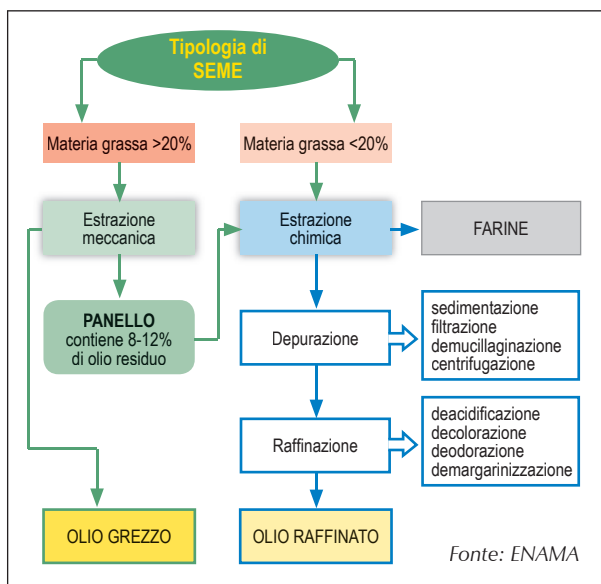 Tipologia di
SEME
Materia grassa >20%
Materia grassa <20%
Estrazione
meccanica
Estrazione
chimica
FARINE
PANELLO
contiene 8-12%
di olio residuo
Depurazione
sedimentazione
filtrazione
demucillaginazione
centrifugazione
Raffinazione
deacidificazione
decolorazione
deodorazione
demargarinizzazione
OLIO GREZZO
OLIO RAFFINATO
Fonte: ENAMA